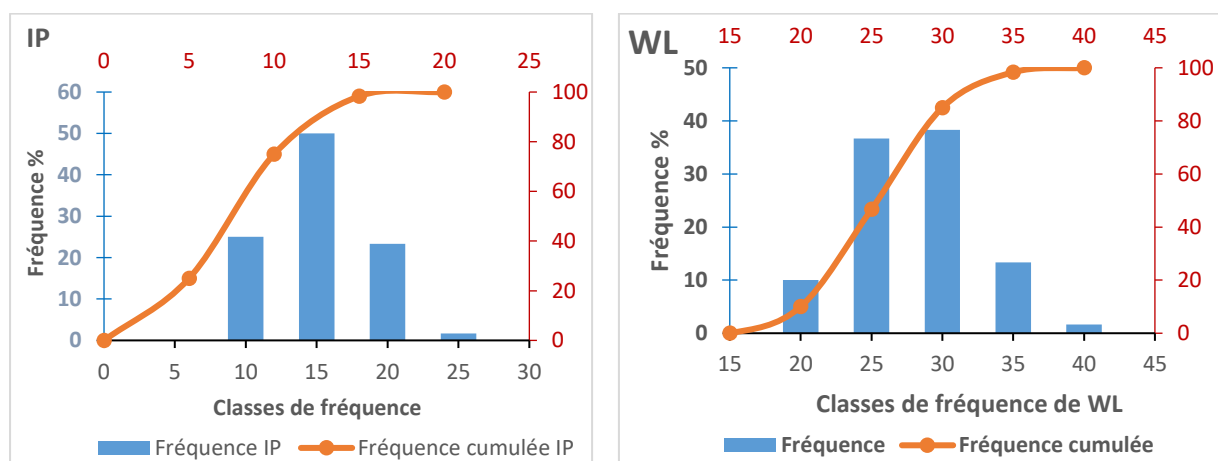 IP
0 5 10 15 20 25
60 100
50
80
40
60
30
40
20
20
10
0 0
Fréquence %
0 5 10 15 20 25 30
Classes de fréquence
Fréquence IP Fréquence cumulée IP
WL
15 20 25 30 35 40 45
50 100
40 80
30 60
20 40
10 20
0 0
Fréquence %
15 20 25 30 35 40 45
Classes de fréquence de WL
Fréquence Fréquence cumulée